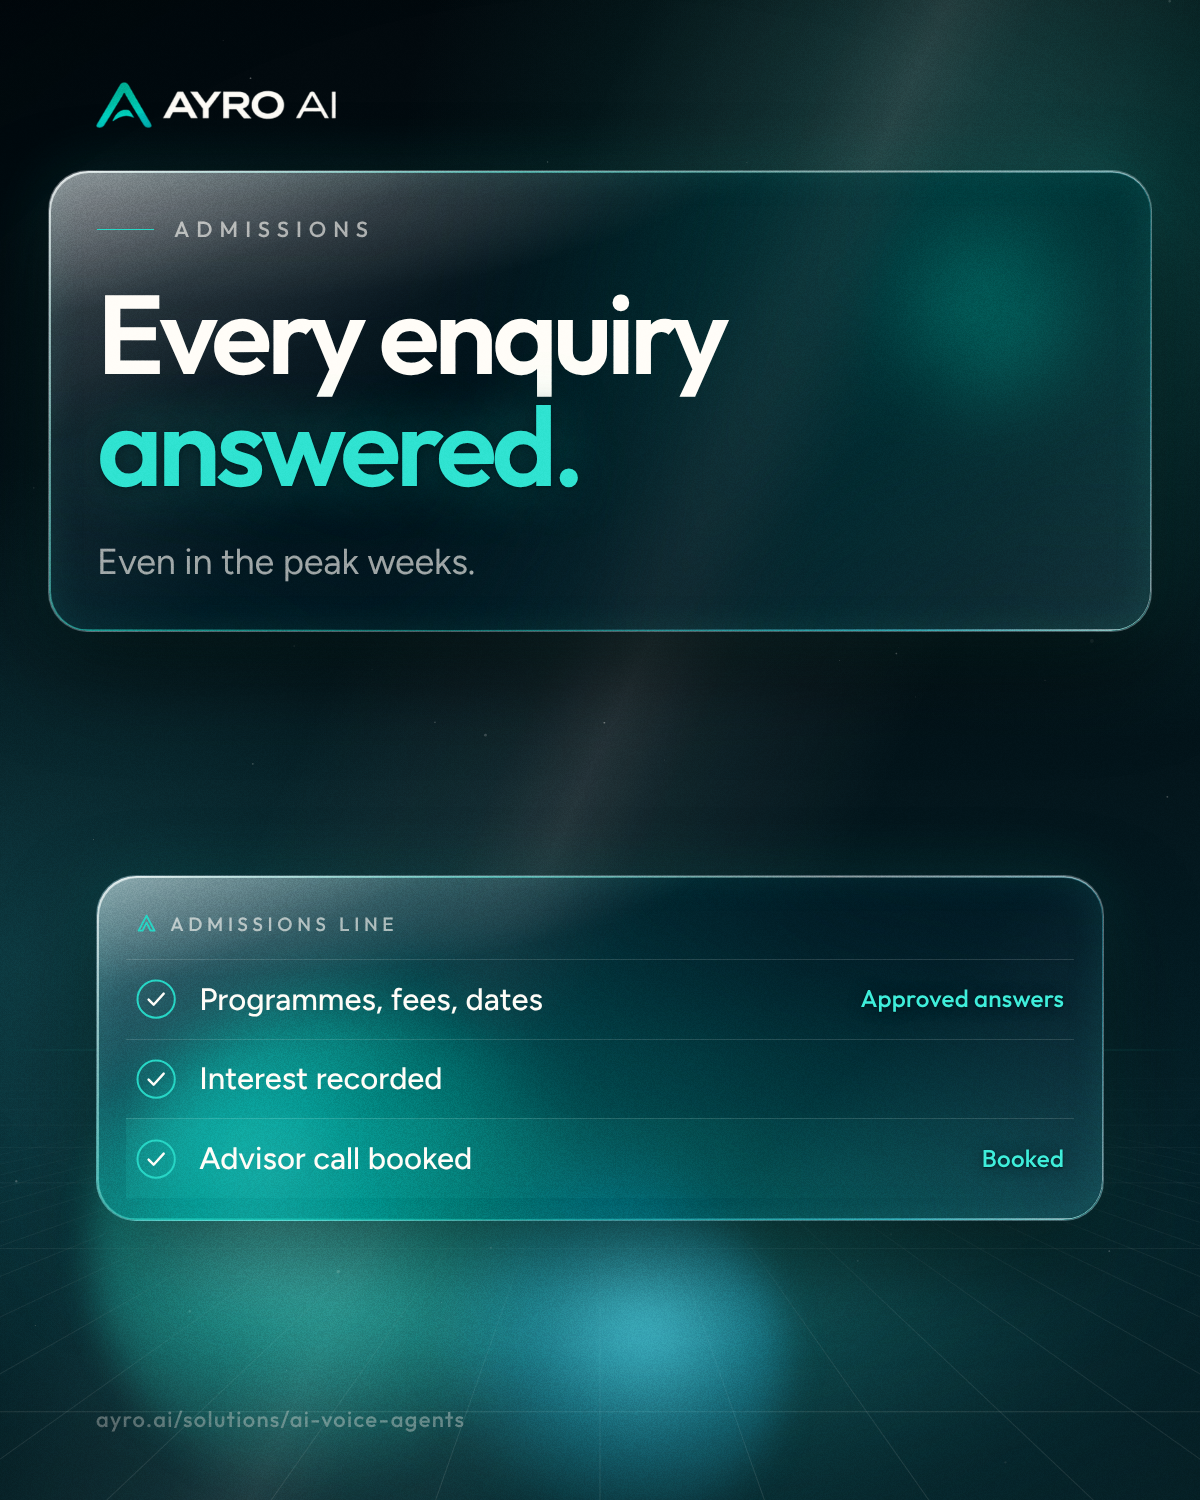 AYRO AI
ADMISSIONS
Every enquiry
answered.
Even in the peak weeks.
ADMISSIONS LINE
Programmes, fees, dates
Approved answers
Interest recorded
Advisor call booked
Booked
ayro.ai/solutions/ai-voice-agents